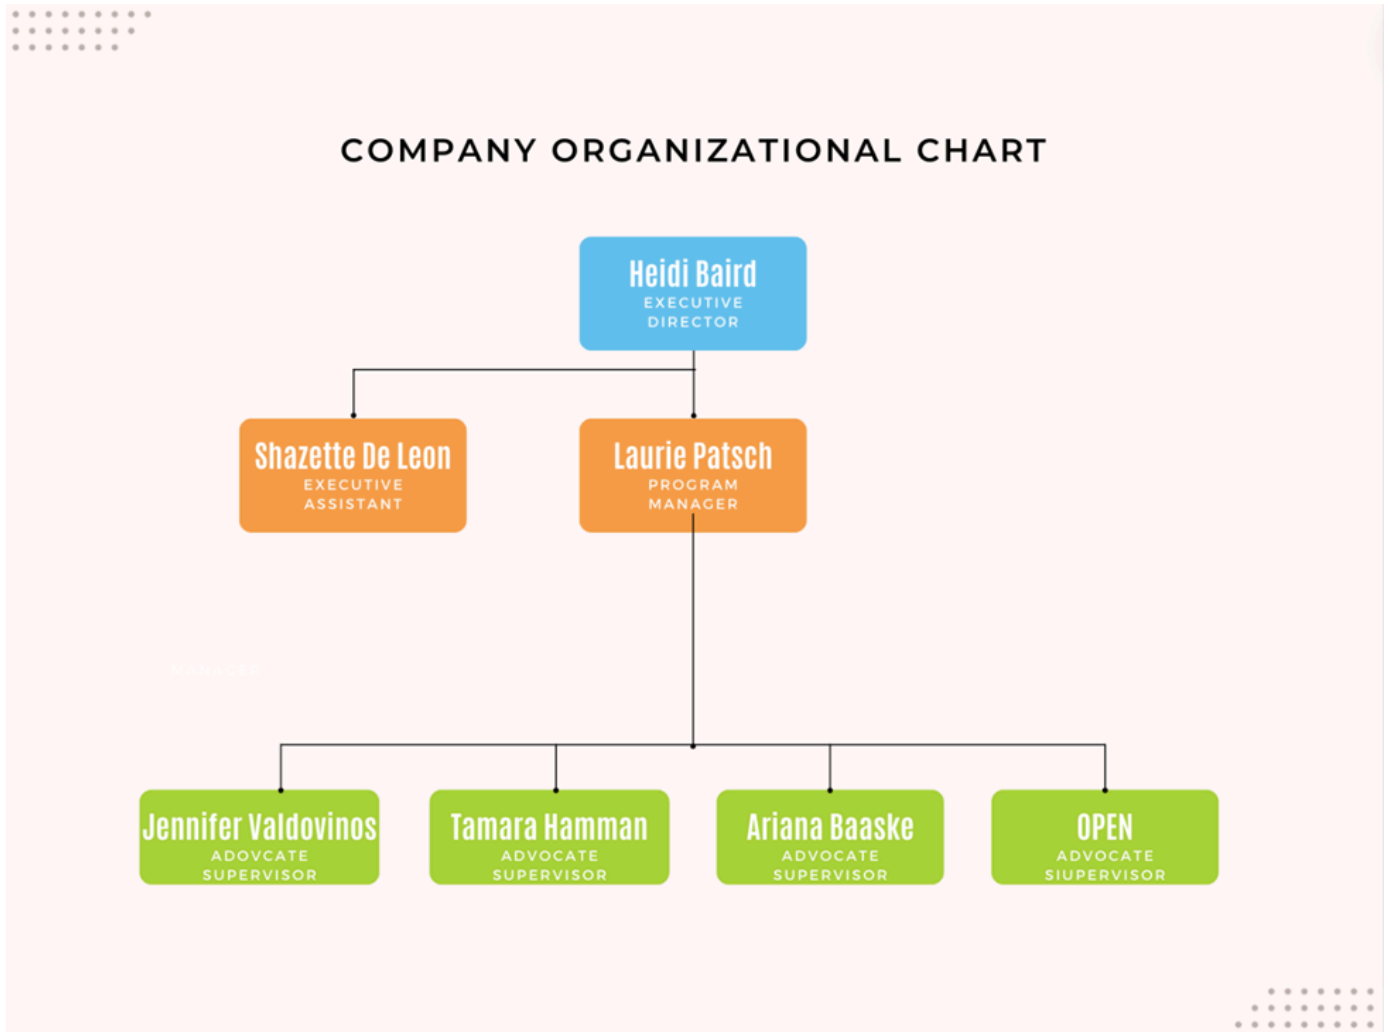 COMPANY ORGANIZATIONAL CHART
Heidi Baird
EXECUTIVE
DIRECTOR
Shazette De Leon
EXECUTIVE
ASSISTANT
Laurie Patsch
PROGRAM
MANAGER
MANAGER
Jennifer Valdovinos
ADOVCATE
SUPERVISOR
Tamara Hamman
ADVOCATE
SUPERVISOR
Ariana Baaske
ADVOCATE
SUPERVISOR
OPEN
ADVOCATE
SIUPERVISOR